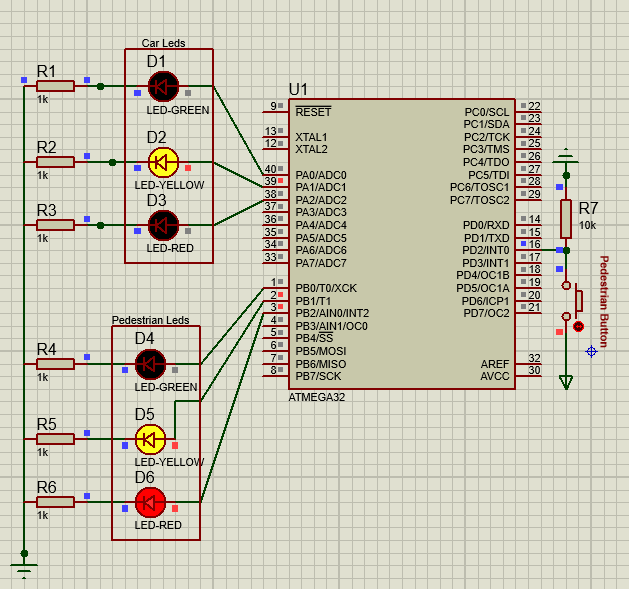 Car Leds
R1
1k
D1
LED-GREEN
R2
1k
D2
LED-YELLOW
R3
1k
D3
LED-RED
Pedestrian Leds
R4
1k
D4
LED-GREEN
R5
1k
D5
LED-YELLOW
R6
1k
D6
LED-RED
U1
9 RESET PC0/SCL 22
PC1/SDA 23
13 XTAL1 PC2/TCK 24
12 XTAL2 PC3/TMS 25
PC4/TDO 26
40 PA0/ADC0 PC5/TDI 27
39 PA1/ADC1 PC6/TOSC1 28
38 PA2/ADC2 PC7/TOSC2 29
37 PA3/ADC3
36 PA4/ADC4 PD0/RXD 14
35 PA5/ADC5 PD1/TXD 15
34 PA6/ADC6 PD2/INT0 16
33 PA7/ADC7 PD3/INT1 17
PD4/OC1B 18
1 PB0/T0/XCK PD5/OC1A 19
2 PB1/T1 PD6/ICP1 20
3 PB2/AIN0/INT2 PD7/OC2 21
4 PB3/AIN1/OC0
5 PB4/SS
6 PB5/MOSI
7 PB6/MISO AREF 32
8 PB7/SCK AVCC 30
ATMEGA32
R7
10k
Pedestrian Button